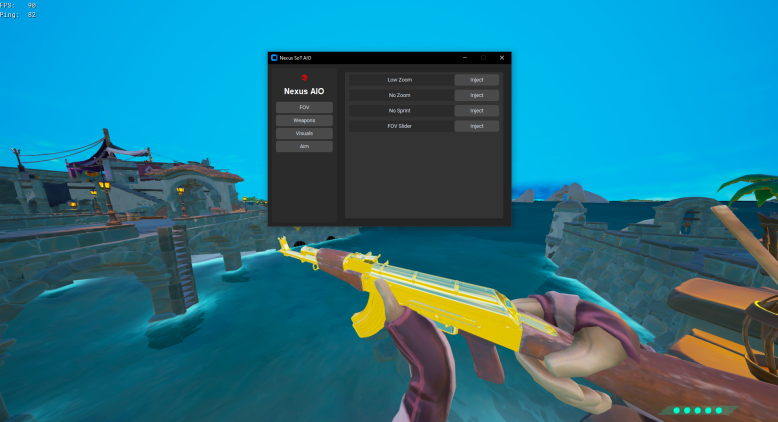 FPS: 90
Ping: 82
Nexus SoT AIO
Nexus AIO
FOV
Weapons
Visuals
Aim
Low Zoom Inject
No Zoom Inject
No Sprint Inject
FOV Slider Inject